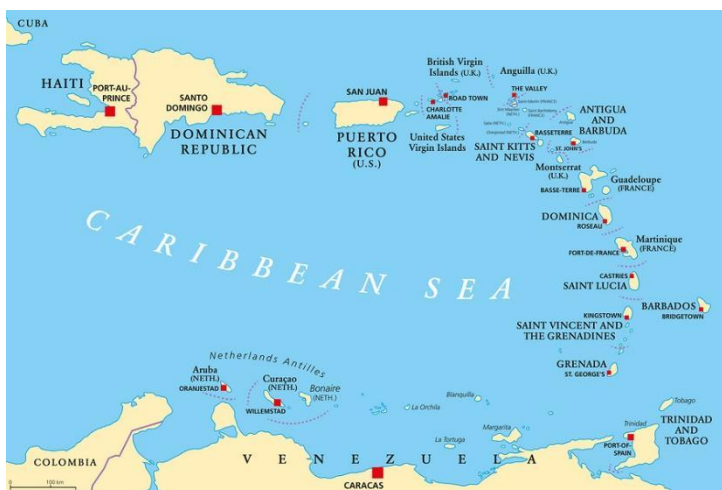 CUBA
HAITI
PORT-AU-
PRINCE
SANTO
DOMINGO
DOMINICAN
REPUBLIC
SAN JUAN
PUERTO
RICO
(U.S.)
British Virgin
Islands (U.K.)
ROAD TOWN
CHARLOTTE
AMALIE
United States
Virgin Islands
Anguilla (U.K.)
THE VALLEY
ANTIGUA
AND
BARBUDA
ST. JOHN'S
BASSETERRE
SAINT KITTS
AND NEVIS
Montserrat
(U.K.)
Guadeloupe
(FRANCE)
BASSE-TERRE
DOMINICA
ROSEAU
Martinique
(FRANCE)
FORT-DE-FRANCE
CASTRIES
SAINT LUCIA
BARBADOS
BRIDGETOWN
KINGSTOWN
SAINT VINCENT AND
THE GRENADINES
GRENADA
ST. GEORGE'S
CARIBBEAN SEA
Netherlands Antilles
Aruba
(NETH.)
ORANJESTAD
Curaçao
(NETH.)
WILLEMSTAD
Bonaire
(NETH.)
La Orchila
Blanquilla
La Tortuga
Margarita
Tobago
Trinidad
TRINIDAD
AND
TOBAGO
PORT-OF-
SPAIN
COLOMBIA
VENEZUELA
CARACAS
0 100 km